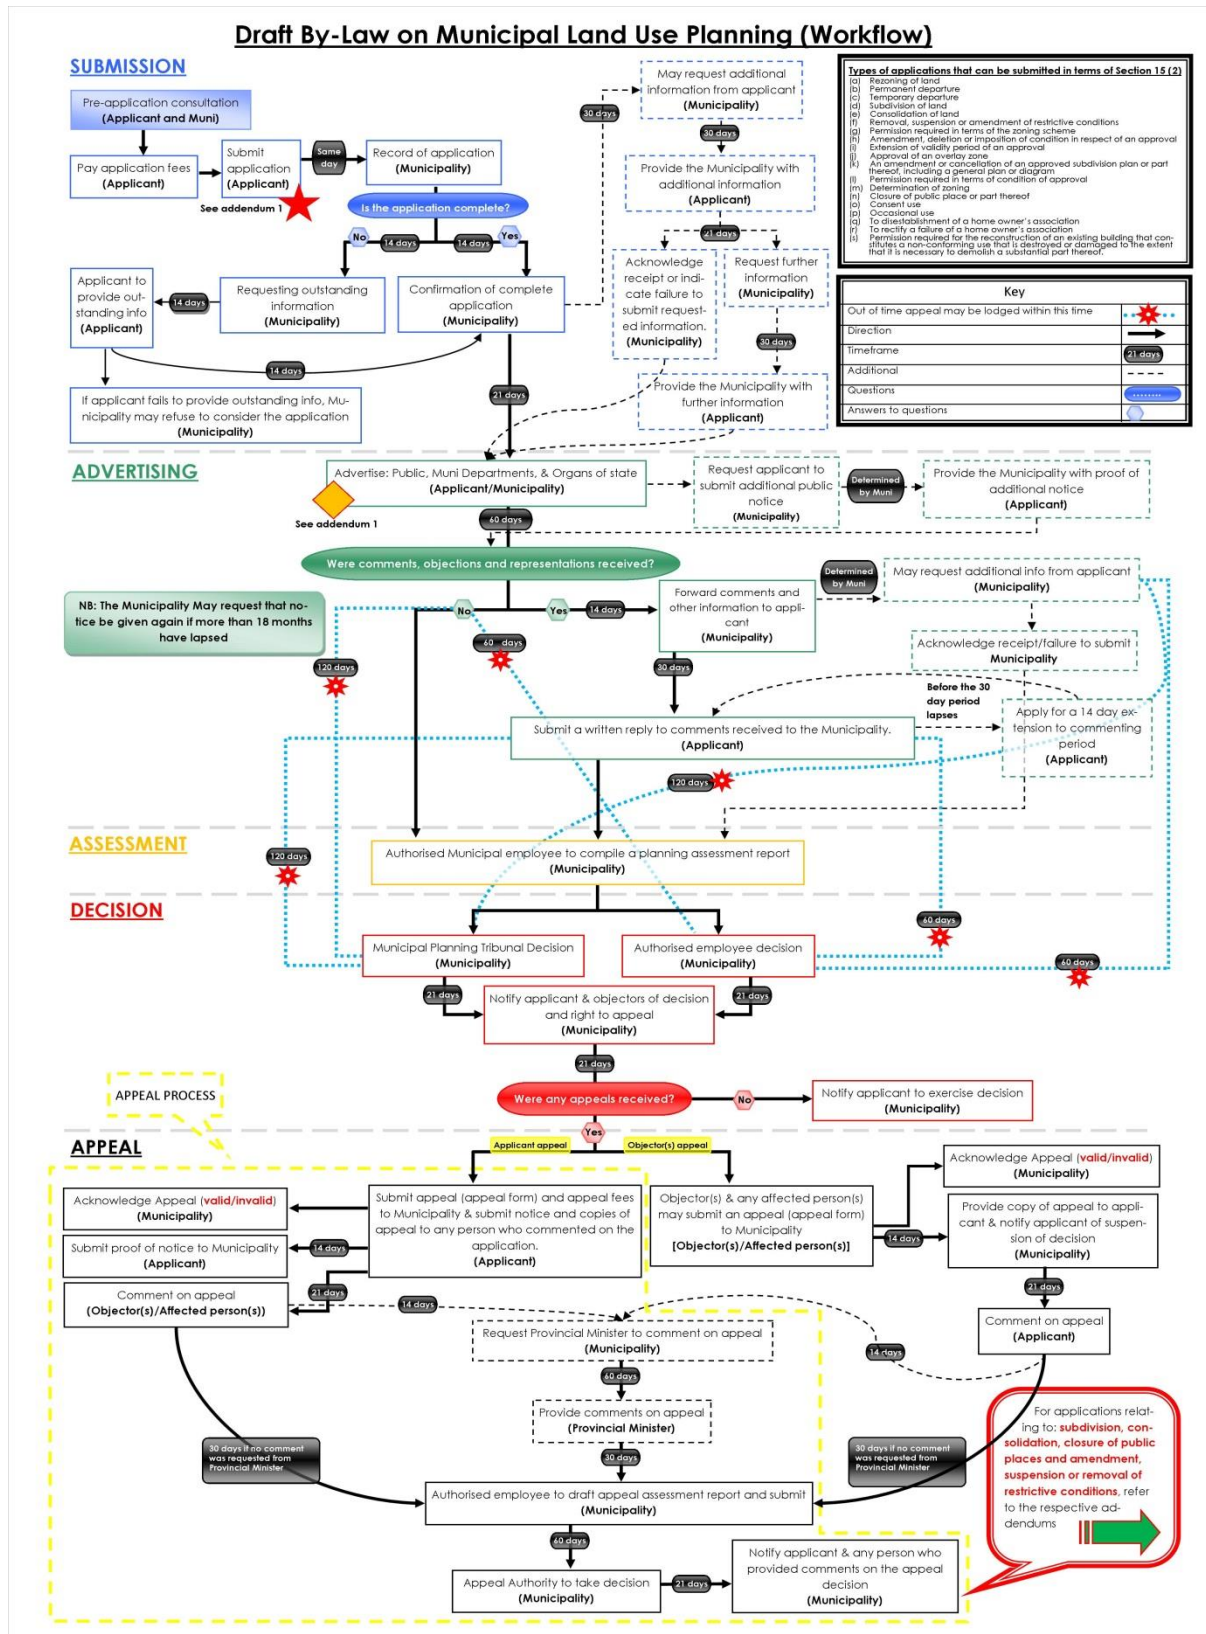 Draft By-Law on Municipal Land Use Planning (Workflow)
SUBMISSION
Pre-application consultation
(Applicant and Muni)
Pay application fees
(Applicant)
Submit
application
(Applicant)
See addendum 1
Same
day
Record of application
(Municipality)
Is the application complete?
No
14 days
14 days
Yes
Applicant to
provide out-
standing info
(Applicant)
14 days
Requesting outstanding
information
(Municipality)
Confirmation of complete
application
(Municipality)
14 days
If applicant fails to provide outstanding info, Mu-
nicipality may refuse to consider the application
(Municipality)
21 days
30 days
May request additional
information from applicant
(Municipality)
30 days
Provide the Municipality with
additional information
(Applicant)
21 days
Acknowledge
receipt or indi-
cate failure to
submit request-
ed information.
(Municipality)
Request further
information
(Municipality)
30 days
Provide the Municipality with
further information
(Applicant)
Types of applications that can be submitted in terms of Section 15 (2)
(a) Rezoning of land
(b) Permanent departure
(c) Temporary departure
(d) Subdivision of land
(e) Consolidation of land
(f) Removal, suspension or amendment of restrictive conditions
(g) Permission required in terms of the zoning scheme
(h) Amendment, deletion or imposition of condition in respect of an approval
(i) Extension of validity period of an approval
(j) Approval of an overlay zone
(k) An amendment or cancellation of an approved subdivision plan or part
thereof, including a general plan or diagram
(l) Permission required in terms of condition of approval
(m) Determination of zoning
(n) Closure of public place or part thereof
(o) Consent use
(p) Occasional use
(q) To disestablishment of a home owner's association
(r) To rectify a failure of a home owner's association
(s) Permission required for the reconstruction of an existing building that con-
stitutes a non-conforming use that is destroyed or damaged to the extent
that it is necessary to demolish a substantial part thereof.
Key
Out of time appeal may be lodged within this time
Direction
Timeframe
21 days
Additional
Questions
........
Answers to questions
ADVERTISING
Advertise: Public, Muni Departments, & Organs of state
(Applicant/Municipality)
See addendum 1
60 days
Request applicant to
submit additional public
notice
(Municipality)
Determined
by Muni
Provide the Municipality with proof of
additional notice
(Applicant)
Were comments, objections and representations received?
NB: The Municipality May request that no-
tice be given again if more than 18 months
have lapsed
No
Yes
14 days
Forward comments and
other information to appli-
cant
(Municipality)
Determined
by Muni
May request additional info from applicant
(Municipality)
Acknowledge receipt/failure to submit
Municipality
120 days
60 days
30 days
Before the 30
day period
lapses
Submit a written reply to comments received to the Municipality.
(Applicant)
Apply for a 14 day ex-
tension to commenting
period
(Applicant)
120 days
ASSESSMENT
120 days
Authorised Municipal employee to compile a planning assessment report
(Municipality)
DECISION
60 days
Municipal Planning Tribunal Decision
(Municipality)
Authorised employee decision
(Municipality)
60 days
21 days
21 days
Notify applicant & objectors of decision
and right to appeal
(Municipality)
21 days
Were any appeals received?
No
Notify applicant to exercise decision
(Municipality)
APPEAL PROCESS
Yes
APPEAL
Applicant appeal
Objector(s) appeal
Acknowledge Appeal (valid/invalid)
(Municipality)
Submit proof of notice to Municipality
(Applicant)
14 days
Comment on appeal
(Objector(s)/Affected person(s))
21 days
Submit appeal (appeal form) and appeal fees
to Municipality & submit notice and copies of
appeal to any person who commented on the
application.
(Applicant)
Objector(s) & any affected person(s)
may submit an appeal (appeal form)
to Municipality
[Objector(s)/Affected person(s)]
Acknowledge Appeal (valid/invalid)
(Municipality)
14 days
Provide copy of appeal to appli-
cant & notify applicant of suspen-
sion of decision
(Municipality)
21 days
Comment on appeal
(Applicant)
14 days
14 days
Request Provincial Minister to comment on appeal
(Municipality)
60 days
Provide comments on appeal
(Provincial Minister)
30 days
30 days if no comment
was requested from
Provincial Minister
30 days if no comment
was requested from
Provincial Minister
Authorised employee to draft appeal assessment report and submit
(Municipality)
60 days
Appeal Authority to take decision
(Municipality)
21 days
Notify applicant & any person who
provided comments on the appeal
decision
(Municipality)
For applications relat-
ing to: subdivision, con-
solidation, closure of public
places and amendment,
suspension or removal of
restrictive conditions, refer
to the respective ad-
dendums